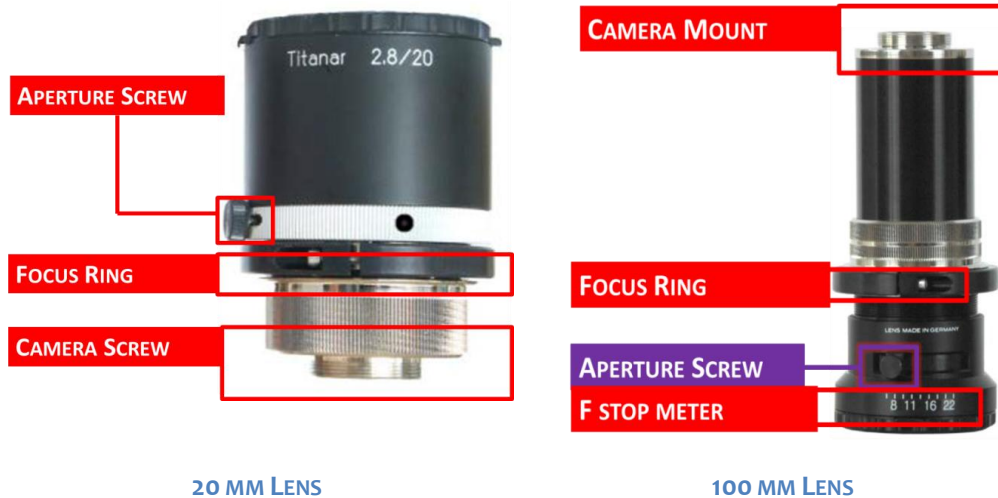 Titanar 2.8/20
APERTURE SCREW
FOCUS RING
CAMERA SCREW
20 MM LENS
CAMERA MOUNT
FOCUS RING
LENS MADE IN GERMANY
APERTURE SCREW
F STOP METER
8 11 16 22
100 MM LENS